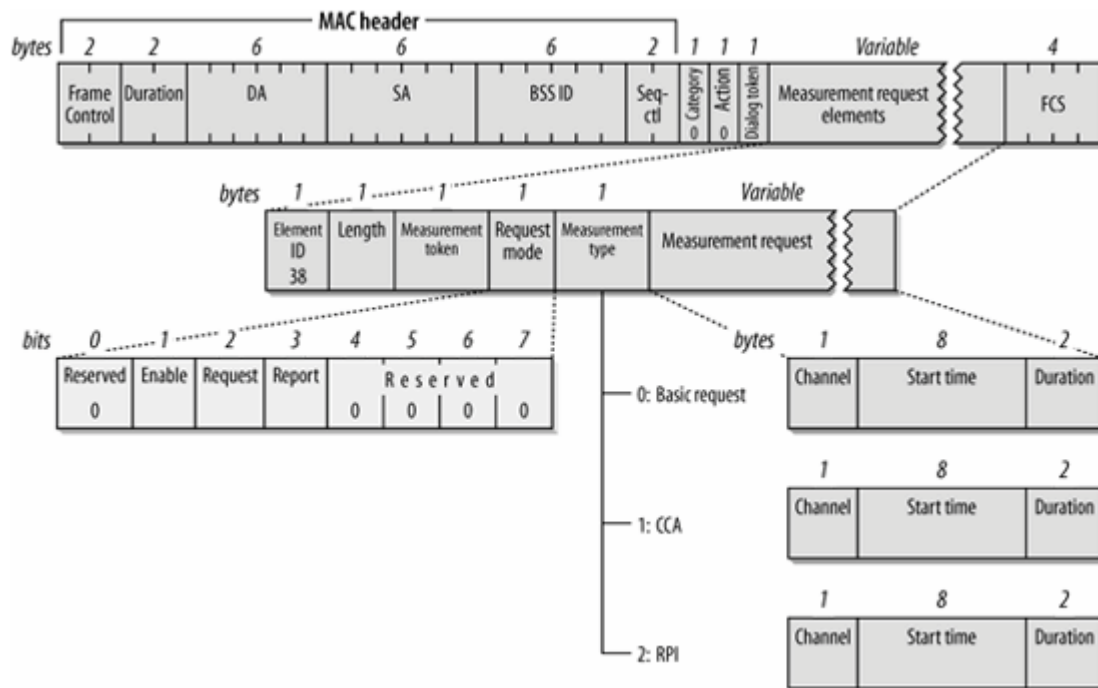 MAC header
bytes 2 2 6 6 6 2 1 1 1 Variable 4
Frame Control Duration DA SA BSS ID Seq-ctl Category 0 Action 0 Dialog token Measurement request elements FCS
bytes 1 1 1 1 1 Variable
Element ID 38 Length Measurement token Request mode Measurement type Measurement request
bits 0 1 2 3 4 5 6 7
Reserved 0 Enable Request Report Reserved 0 0 0 0
bytes 1 8 2
Channel Start time Duration
0: Basic request
1 8 2
Channel Start time Duration
1: CCA
1 8 2
Channel Start time Duration
2: RPI